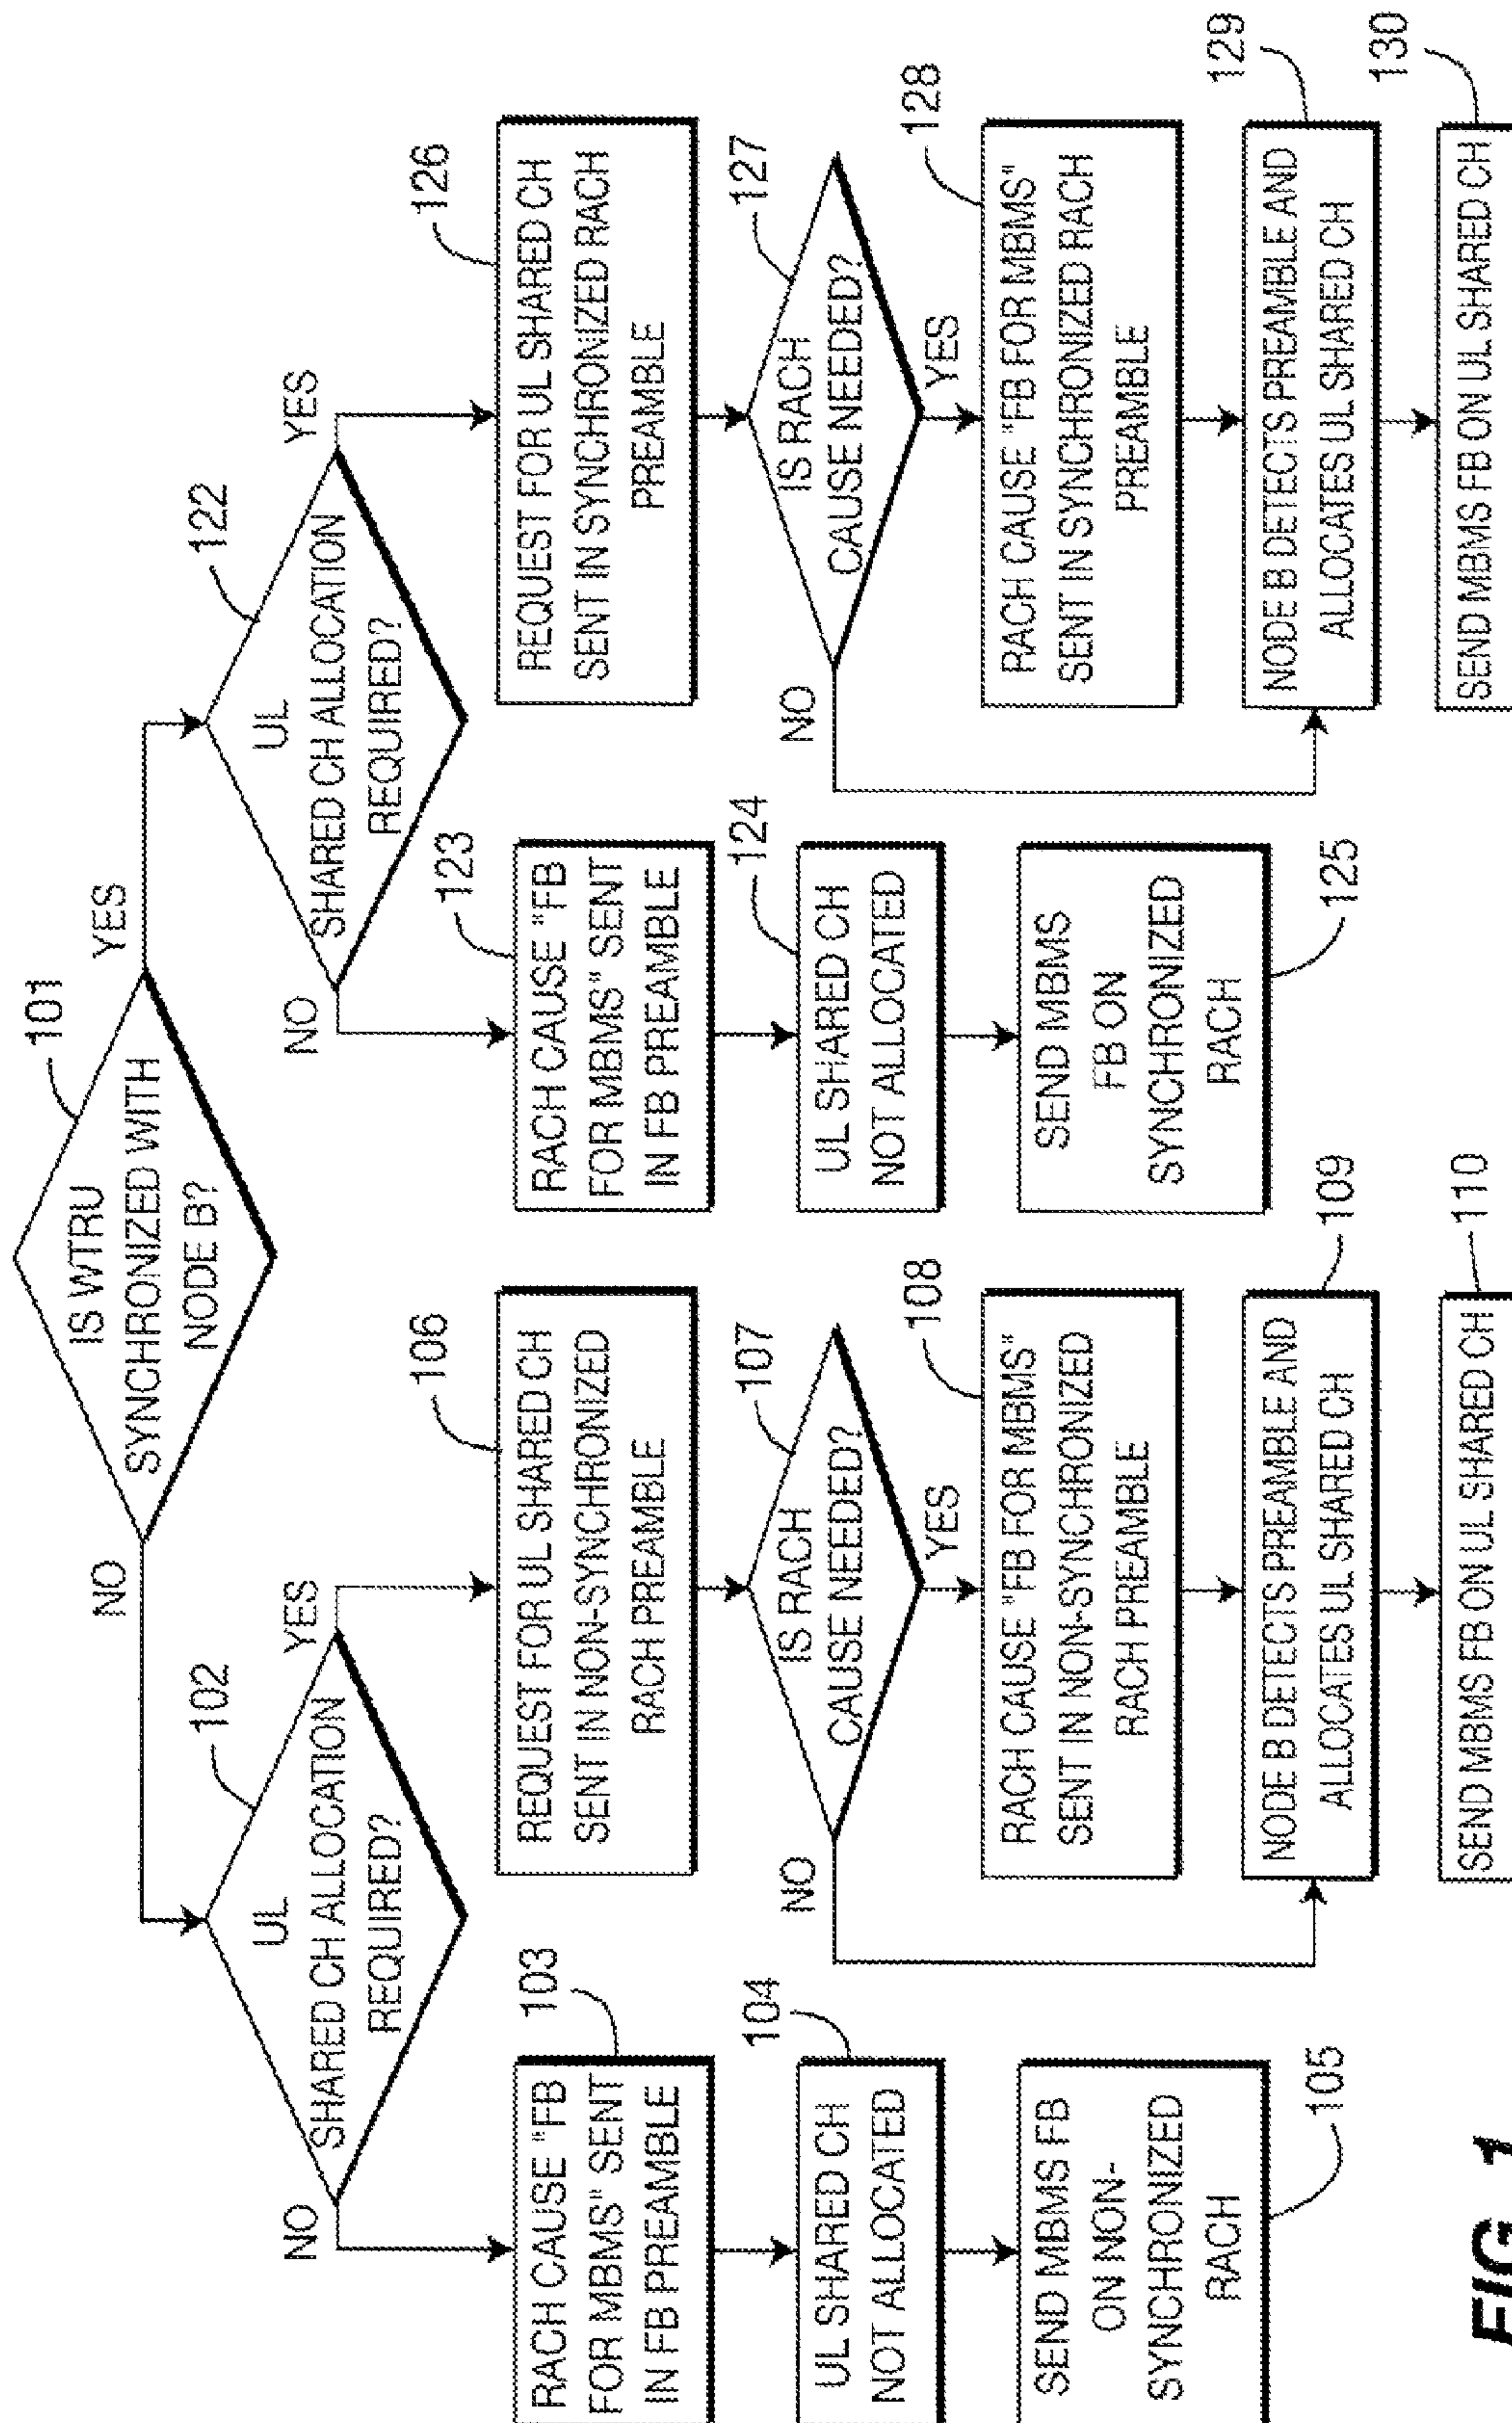 101
IS WTRU
SYNCHRONIZED WITH
NODE B?
NO
YES
102
UL
SHARED CH ALLOCATION
REQUIRED?
NO
YES
122
UL
SHARED CH ALLOCATION
REQUIRED?
NO
YES
103
RACH CAUSE "FB
FOR MBMS" SENT
IN FB PREAMBLE
104
UL SHARED CH
NOT ALLOCATED
SEND MBMS FB
ON NON-
SYNCHRONIZED
RACH
105
106
REQUEST FOR UL SHARED CH
SENT IN NON-SYNCHRONIZED
RACH PREAMBLE
107
IS RACH
CAUSE NEEDED?
NO
YES
108
RACH CAUSE "FB FOR MBMS"
SENT IN NON-SYNCHRONIZED
RACH PREAMBLE
NODE B DETECTS PREAMBLE AND
ALLOCATES UL SHARED CH
109
SEND MBMS FB ON UL SHARED CH
110
123
RACH CAUSE "FB
FOR MBMS" SENT
IN FB PREAMBLE
124
UL SHARED CH
NOT ALLOCATED
SEND MBMS
FB ON
SYNCHRONIZED
RACH
125
126
REQUEST FOR UL SHARED CH
SENT IN SYNCHRONIZED RACH
PREAMBLE
127
IS RACH
CAUSE NEEDED?
NO
YES
128
RACH CAUSE "FB FOR MBMS"
SENT IN SYNCHRONIZED RACH
PREAMBLE
NODE B DETECTS PREAMBLE AND
ALLOCATES UL SHARED CH
129
SEND MBMS FB ON UL SHARED CH
130
FIG. 1